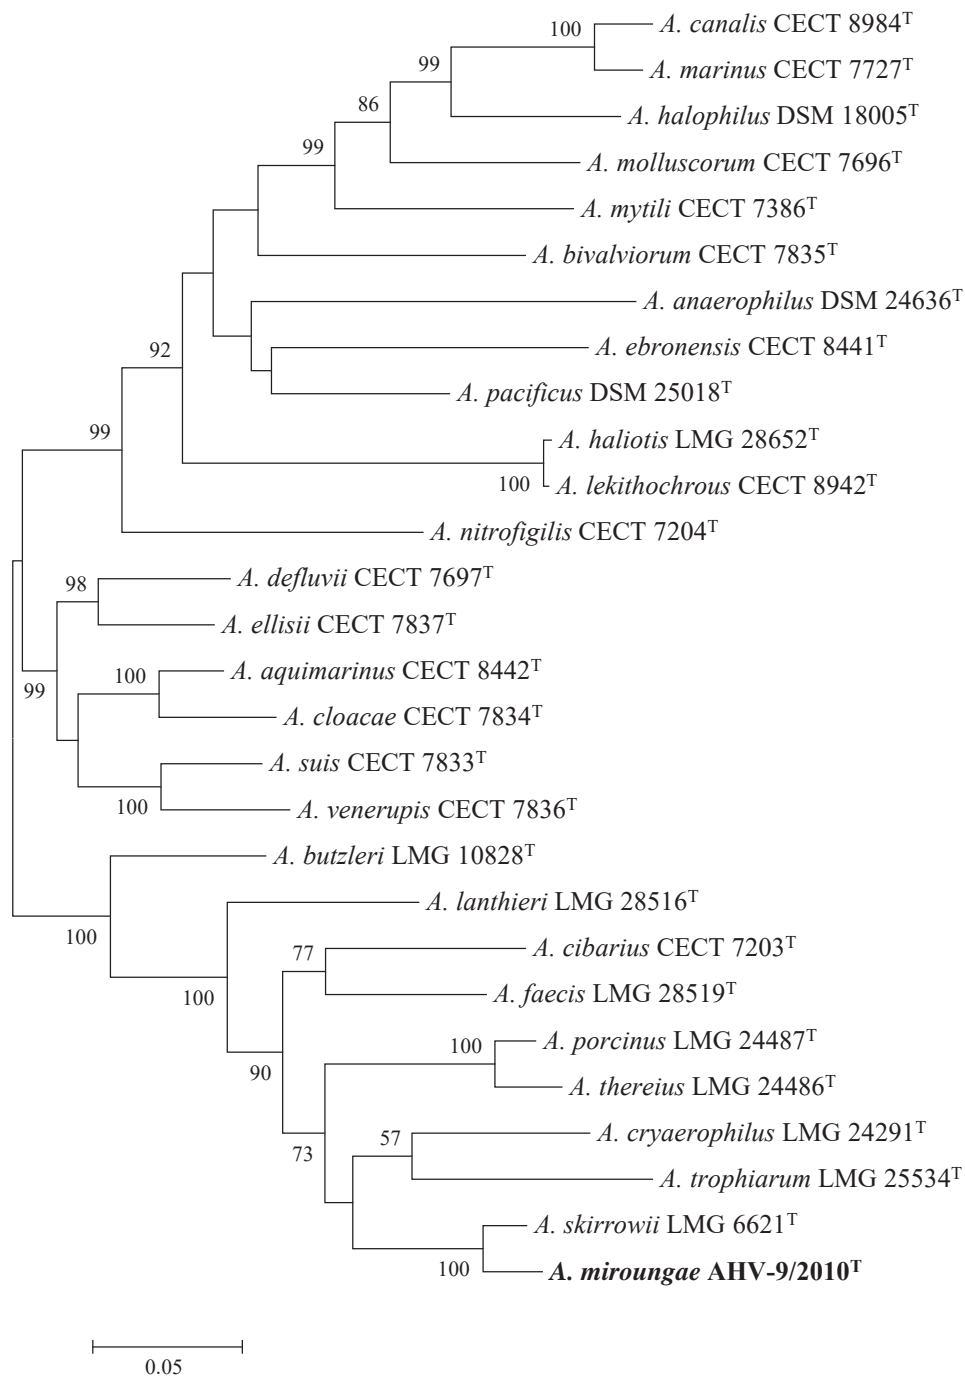 100
A. canalis CECT 8984ᵀ
A. marinus CECT 7727ᵀ
99
A. halophilus DSM 18005ᵀ
86
A. molluscorum CECT 7696ᵀ
99
A. mytili CECT 7386ᵀ
A. bivalviorum CECT 7835ᵀ
A. anaerophilus DSM 24636ᵀ
A. ebronensis CECT 8441ᵀ
92
A. pacificus DSM 25018ᵀ
99
A. haliotis LMG 28652ᵀ
100
A. lekithochrous CECT 8942ᵀ
A. nitrofigilis CECT 7204ᵀ
98
A. defluvii CECT 7697ᵀ
A. ellisii CECT 7837ᵀ
99
100
A. aquimarinus CECT 8442ᵀ
A. cloacae CECT 7834ᵀ
A. suis CECT 7833ᵀ
100
A. venerupis CECT 7836ᵀ
A. butzleri LMG 10828ᵀ
100
A. lanthieri LMG 28516ᵀ
100
77
A. cibarius CECT 7203ᵀ
A. faecis LMG 28519ᵀ
90
100
A. porcinus LMG 24487ᵀ
A. thereius LMG 24486ᵀ
73
57
A. cryaerophilus LMG 24291ᵀ
A. trophiarum LMG 25534ᵀ
A. skirrowii LMG 6621ᵀ
100
A. miroungae AHV-9/2010ᵀ
0.05